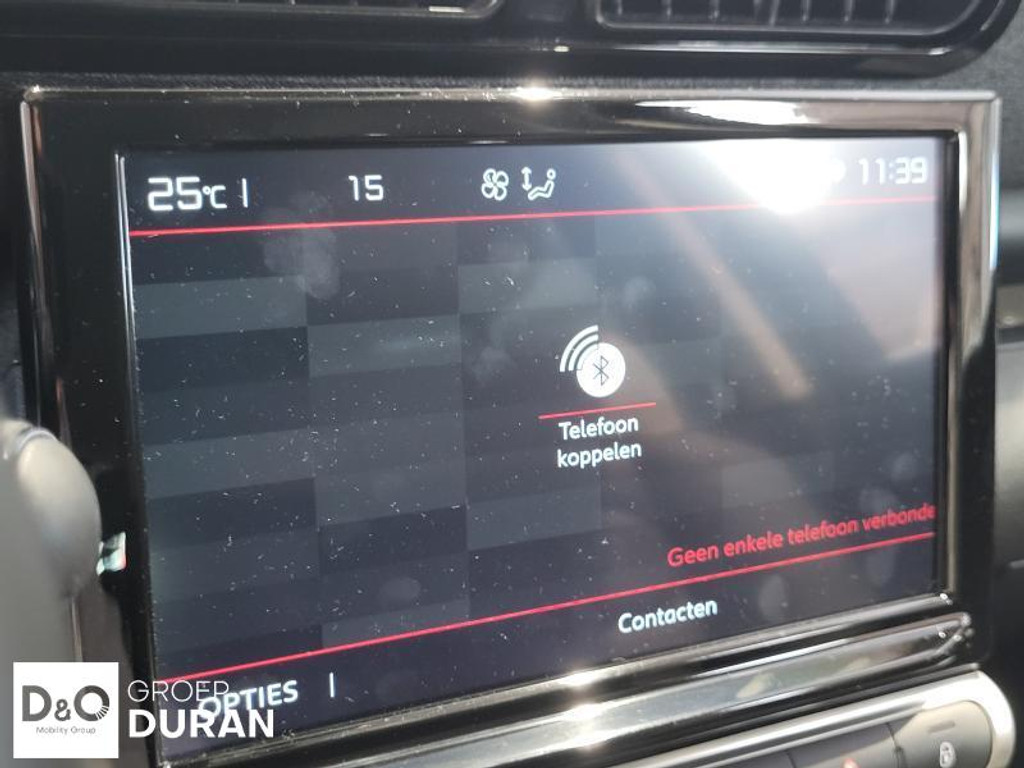 25°C 15 11:39
Telefoon
koppelen
Geen enkele telefoon verbonde
Contacten
OPTIES
D&O
Mobility Group
GROEP
DURAN